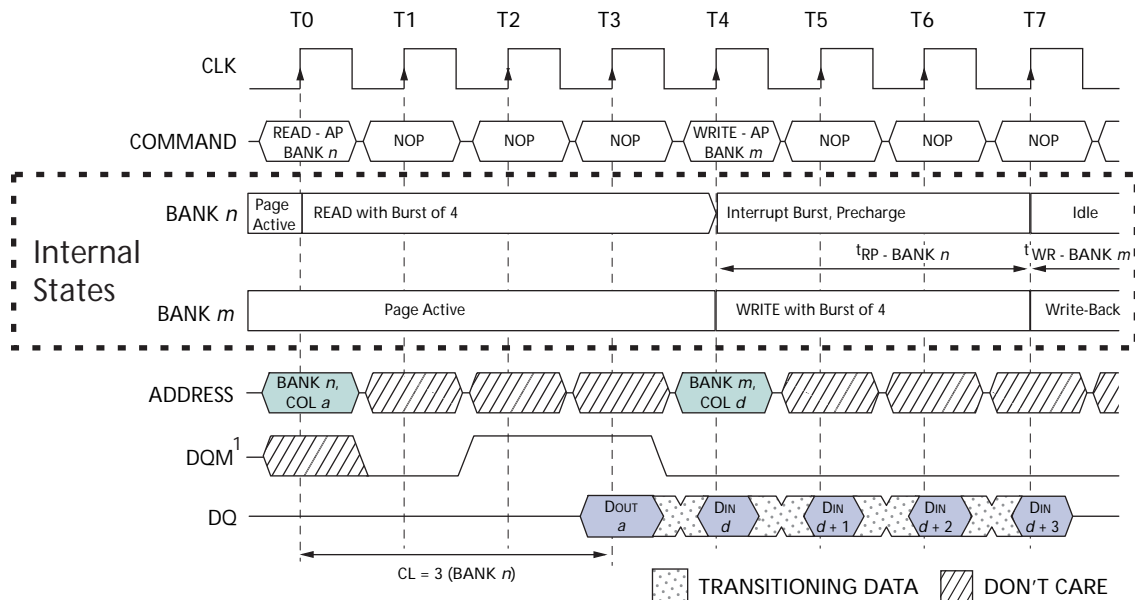 T0 T1 T2 T3 T4 T5 T6 T7
CLK
COMMAND
READ - AP
BANK n
NOP
NOP
NOP
WRITE - AP
BANK m
NOP
NOP
NOP
Internal
States
BANK n
Page
Active
READ with Burst of 4
Interrupt Burst, Precharge
Idle
tRP - BANK n
tWR - BANK m
BANK m
Page Active
WRITE with Burst of 4
Write-Back
ADDRESS
BANK n,
COL a
BANK m,
COL d
DQM1
DQ
DOUT
a
DIN
d
DIN
d + 1
DIN
d + 2
DIN
d + 3
CL = 3 (BANK n)
TRANSITIONING DATA
DON'T CARE